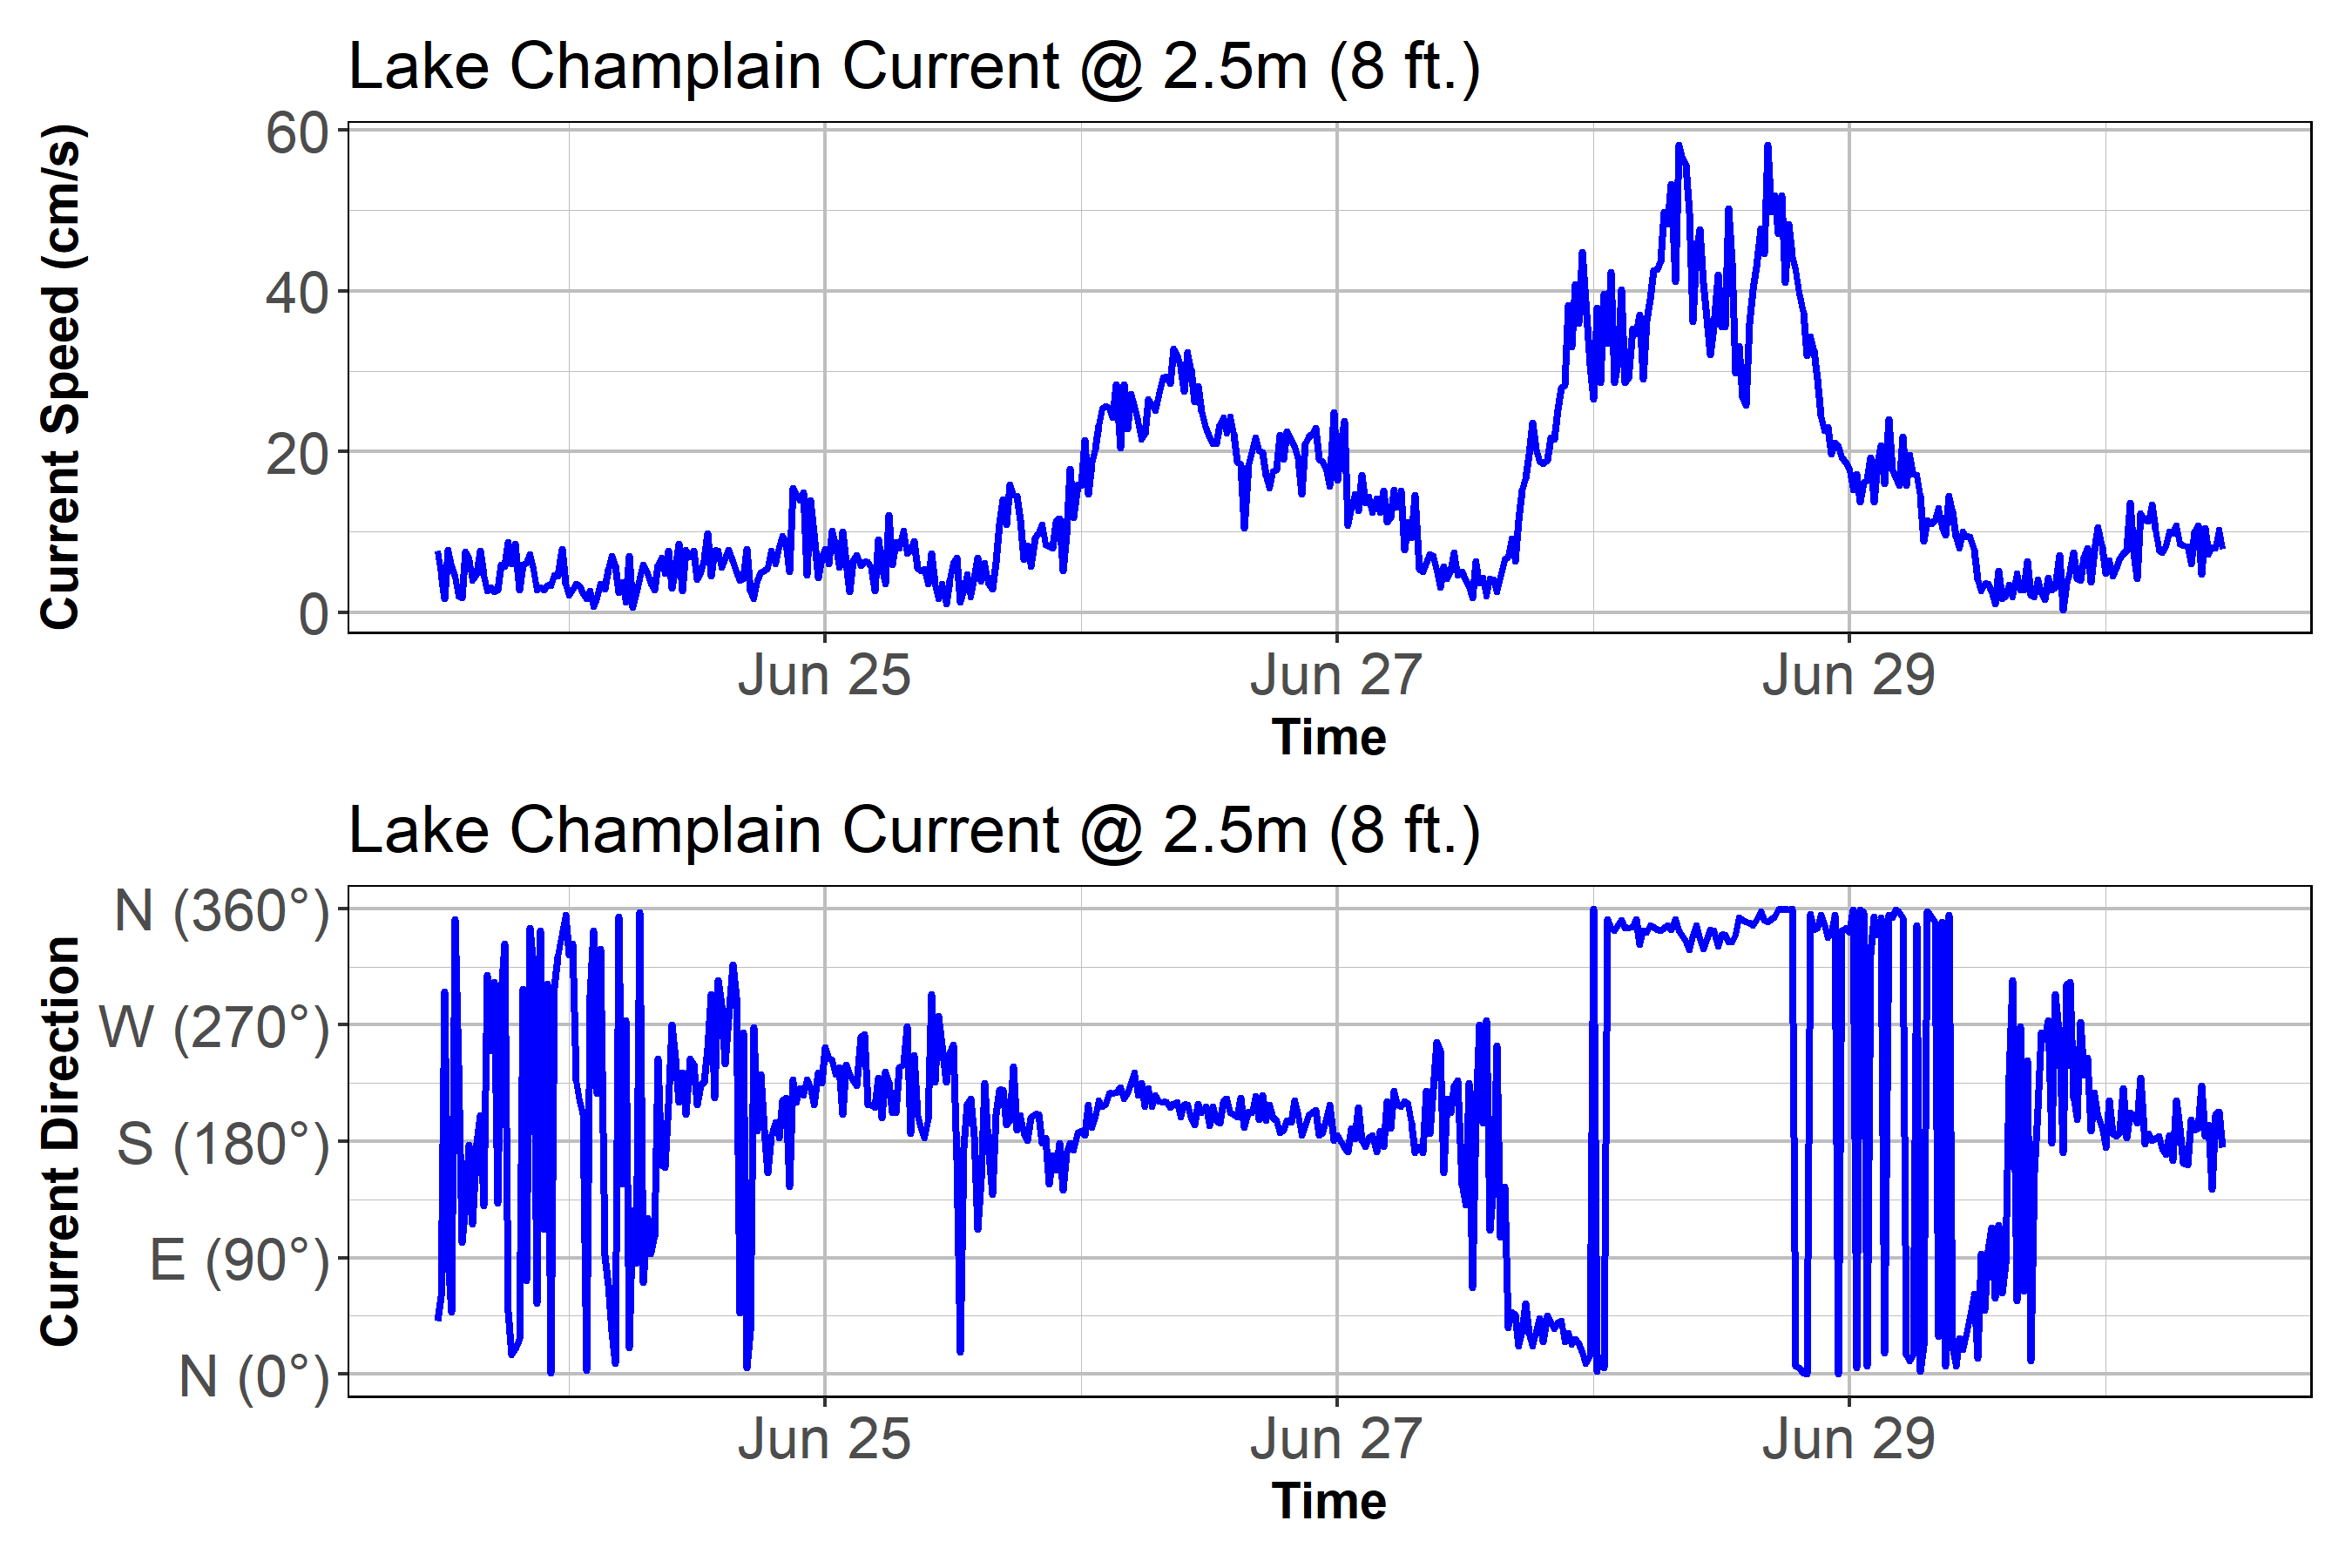 Lake Champlain Current @ 2.5m (8 ft.)
Current Speed (cm/s)
60
40
20
0
Jun 25 Jun 27 Jun 29
Time
Lake Champlain Current @ 2.5m (8 ft.)
Current Direction
N (360°)
W (270°)
S (180°)
E (90°)
N (0°)
Jun 25 Jun 27 Jun 29
Time